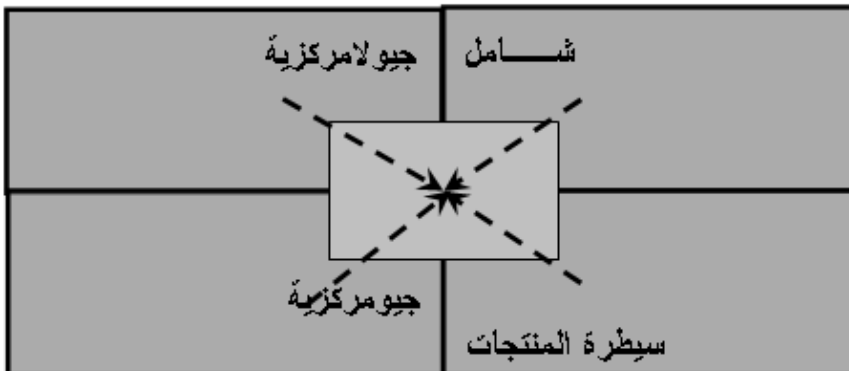 شـــــامل
جيولامركزية
جيومركزية
سيطرة المنتجات